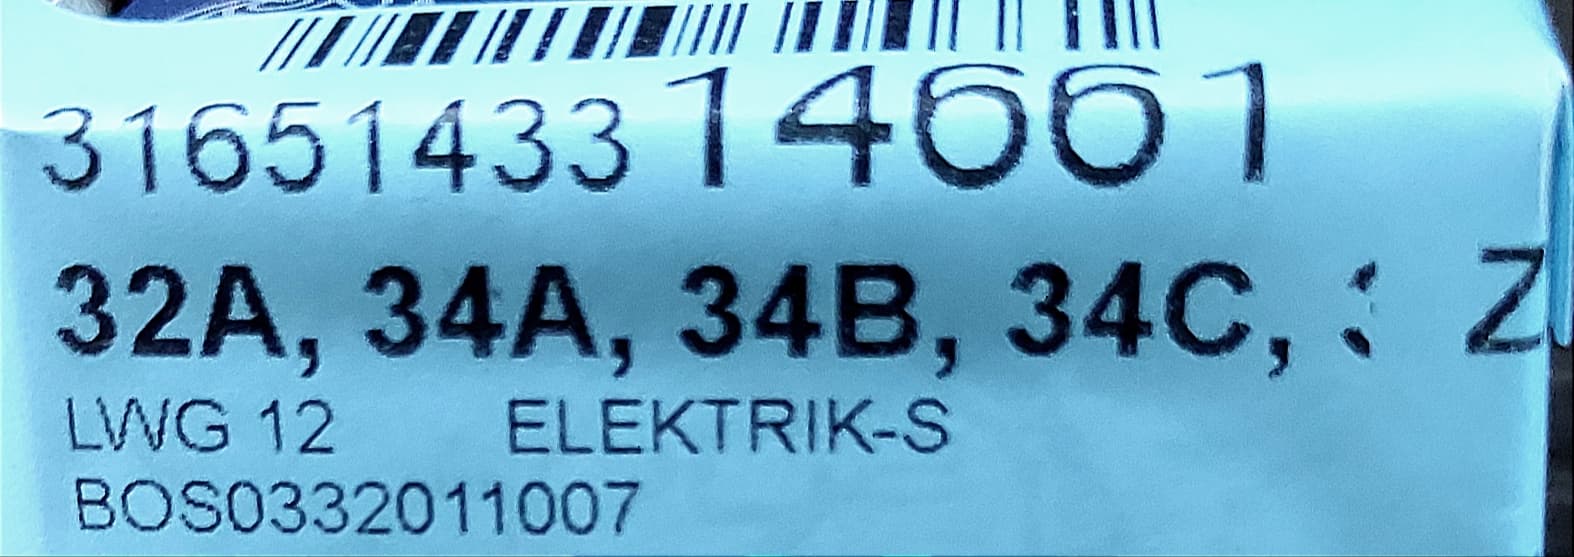 3165143314661
32A, 34A, 34B, 34C, Z
LWG 12 ELEKTRIK-S
BOS0332011007